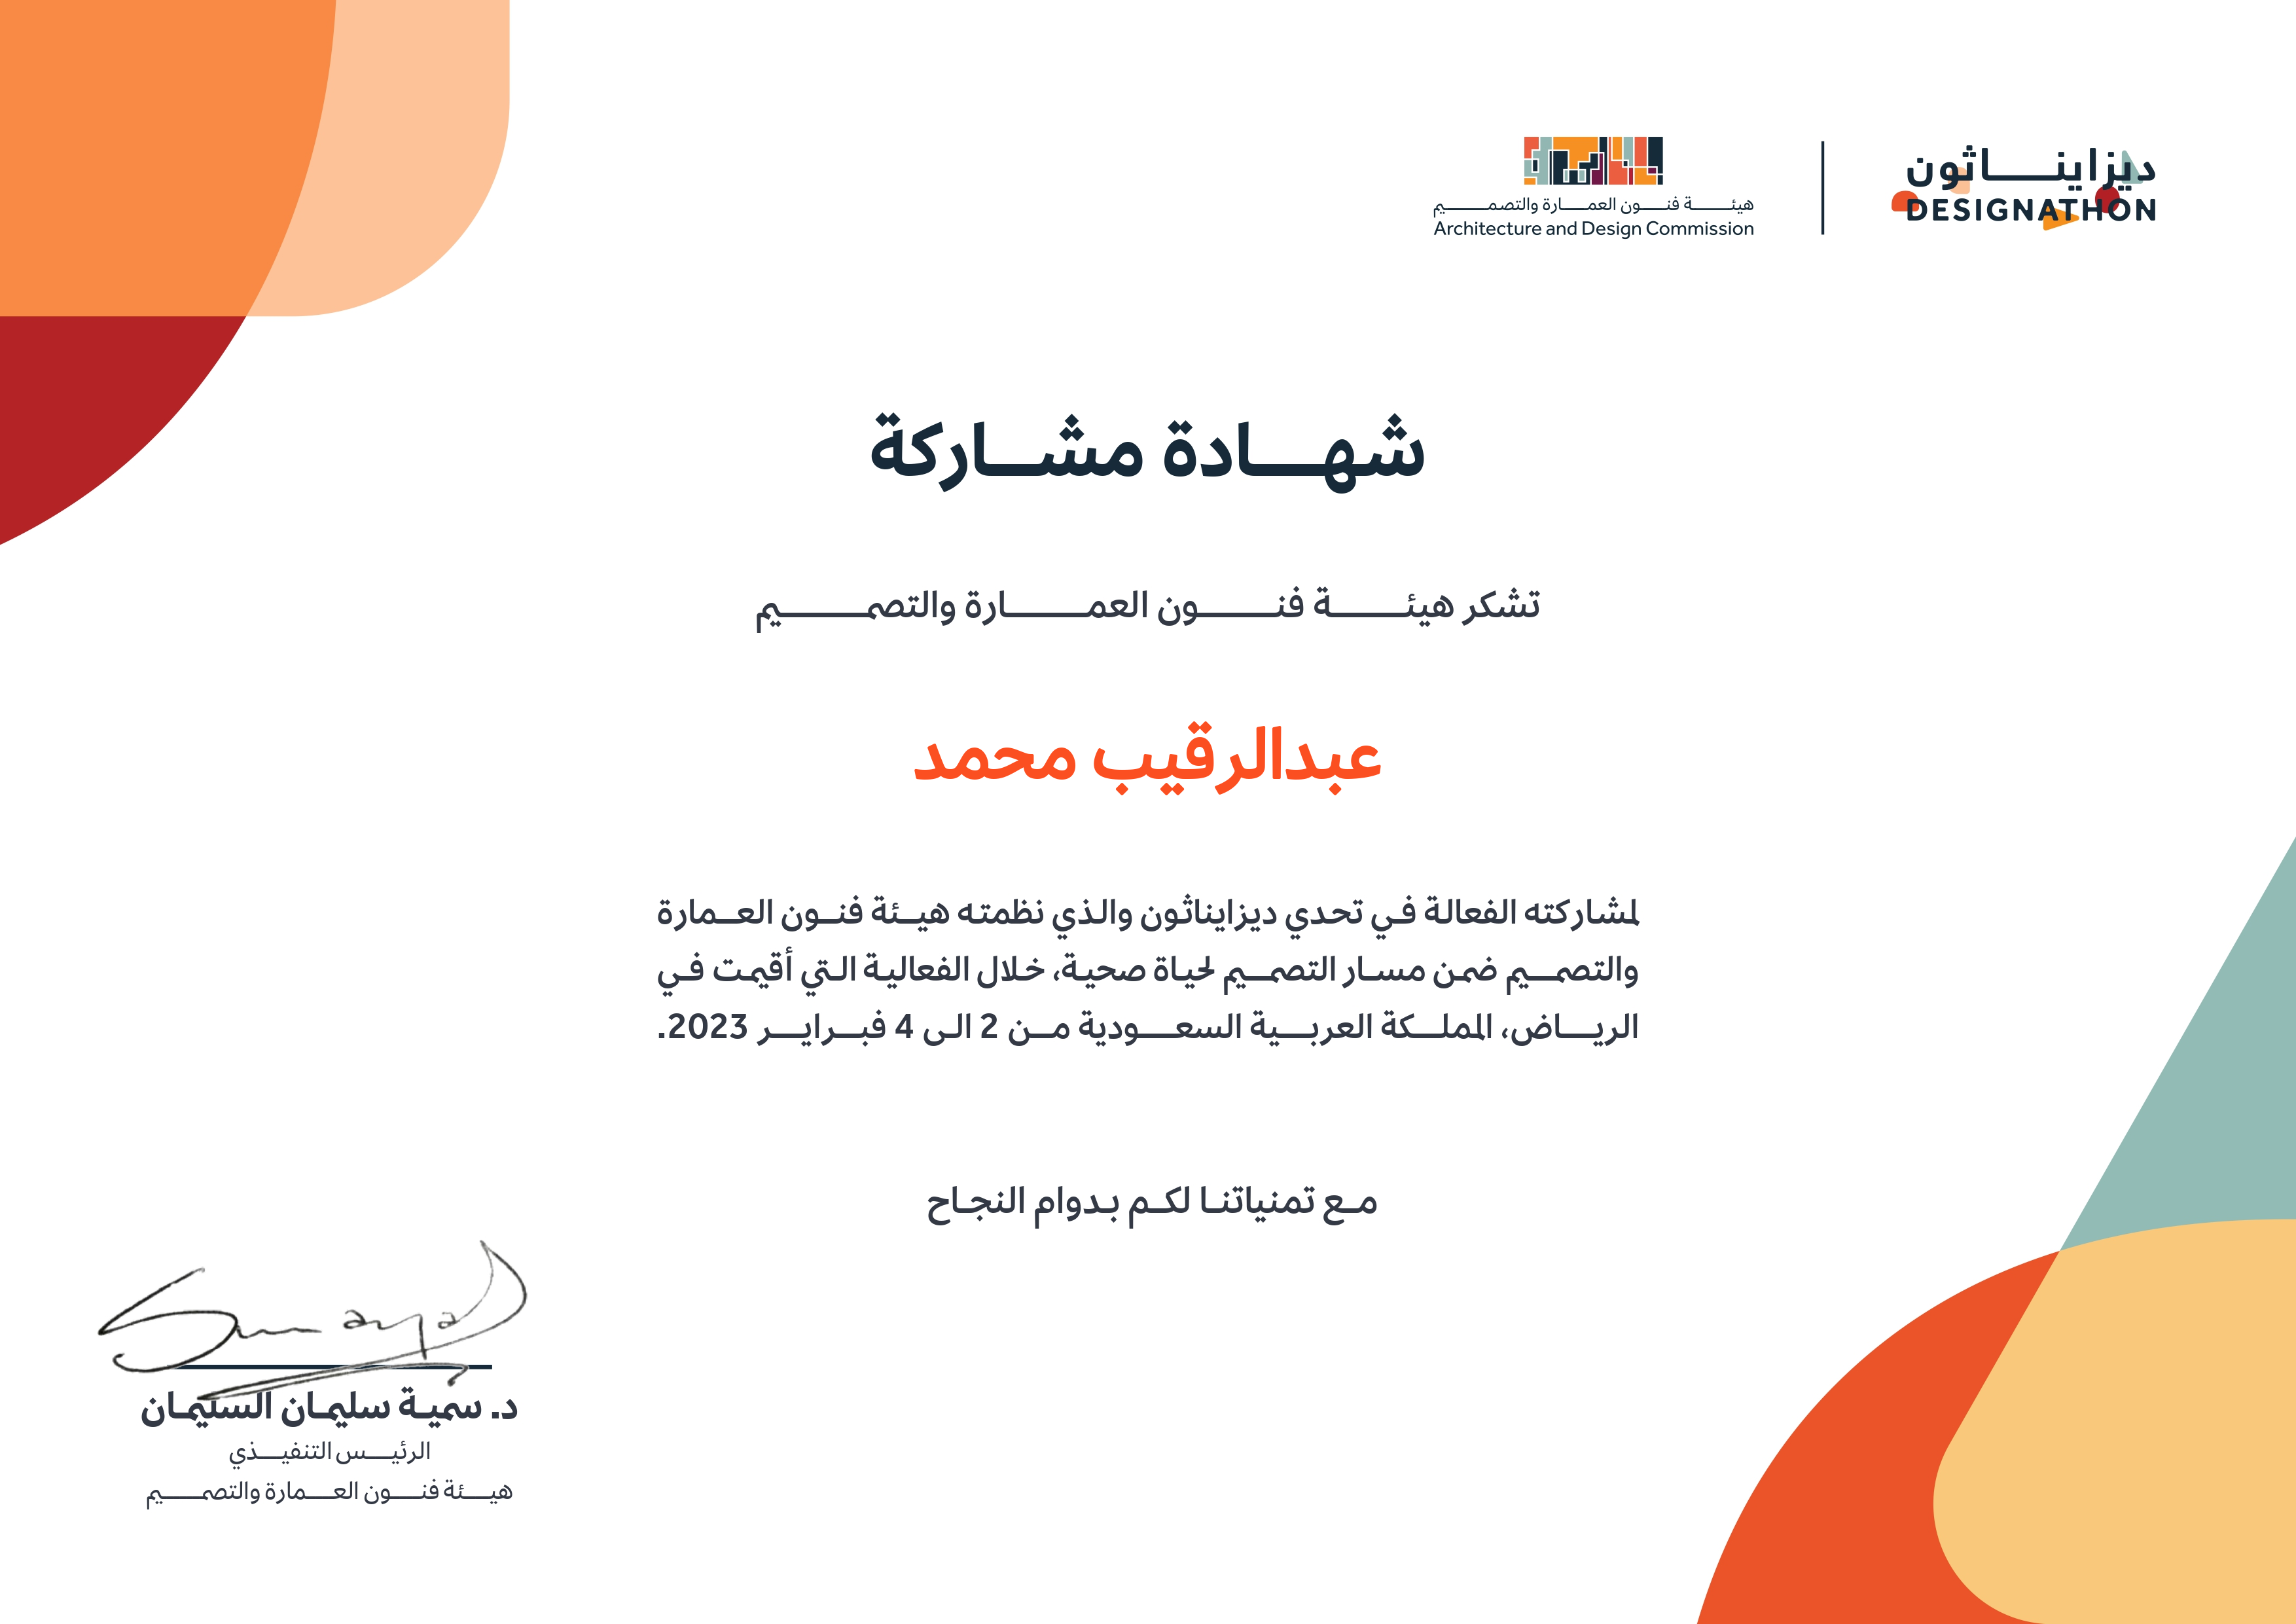 ديزاينـــاثون
DESIGNATHON
هيئة فنون العمارة والتصميم
Architecture and Design Commission
شهادة مشاركة
تشكر هيئة فنون العمارة والتصميم
عبدالرقيب محمد
لمشاركته الفعالة في تحدي ديزايناثون والذي نظمته هيئة فنون العمارة
والتصميم ضمن مسار التصميم لحياة صحية، خلال الفعالية التي أقيمت في
الرياض، المملكة العربية السعودية من 2 الى 4 فبراير 2023.
مع تمنياتنا لكم بدوام النجاح
Sumaya
د. سمية سليمان السليمان
الرئيس التنفيذي
هيئة فنون العمارة والتصميم